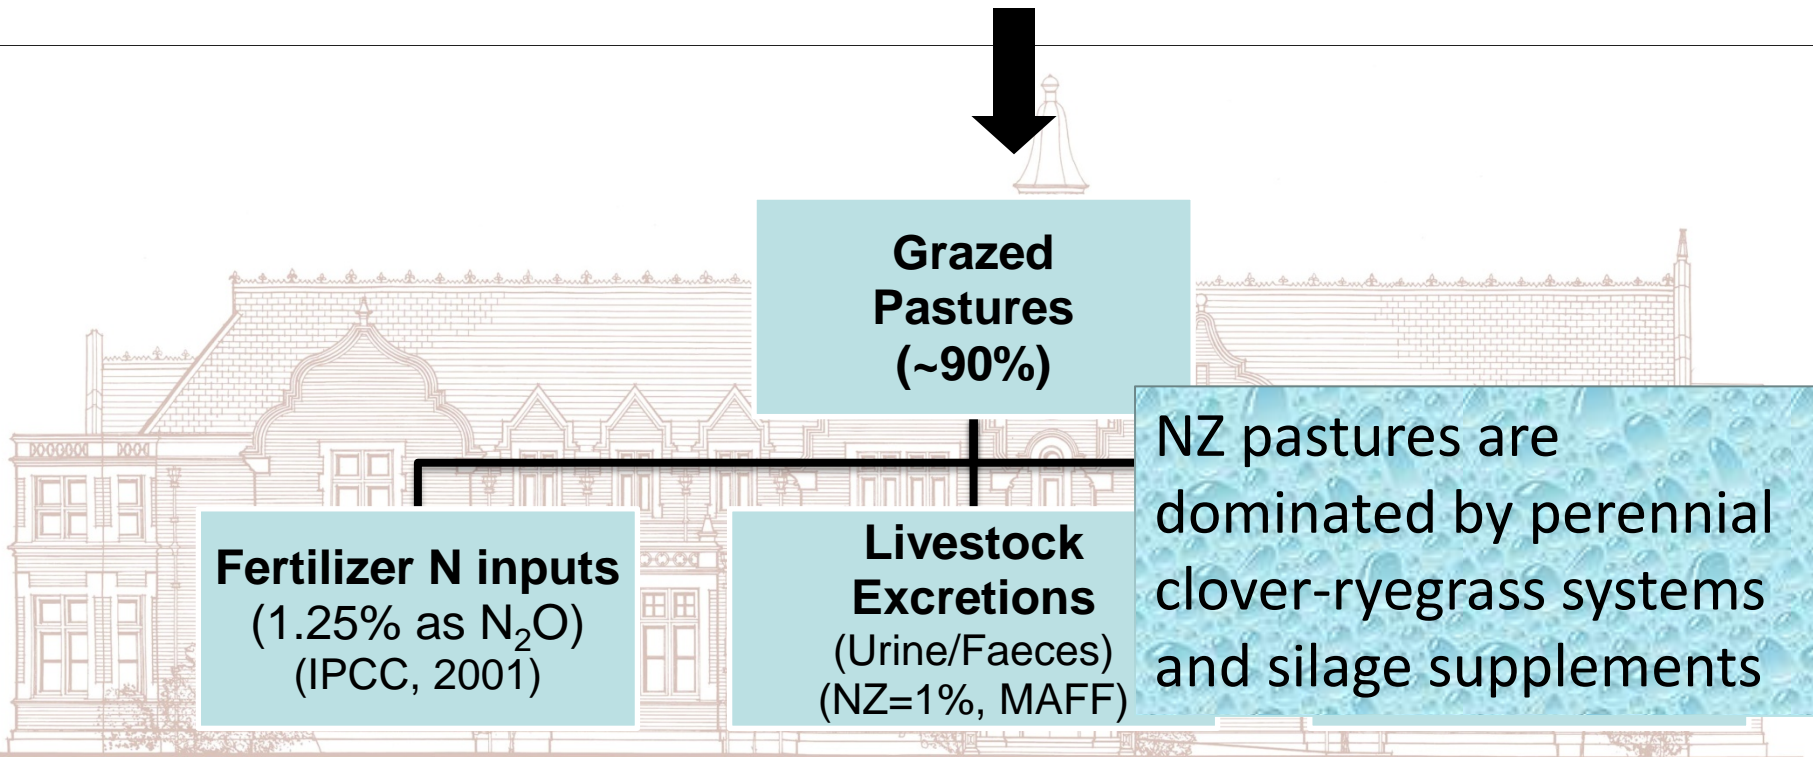 Grazed
Pastures
(~90%)
NZ pastures are
dominated by perennial
clover-ryegrass systems
and silage supplements
Fertilizer N inputs
(1.25% as N₂O)
(IPCC, 2001)
Livestock
Excretions
(Urine/Faeces)
(NZ=1%, MAFF)